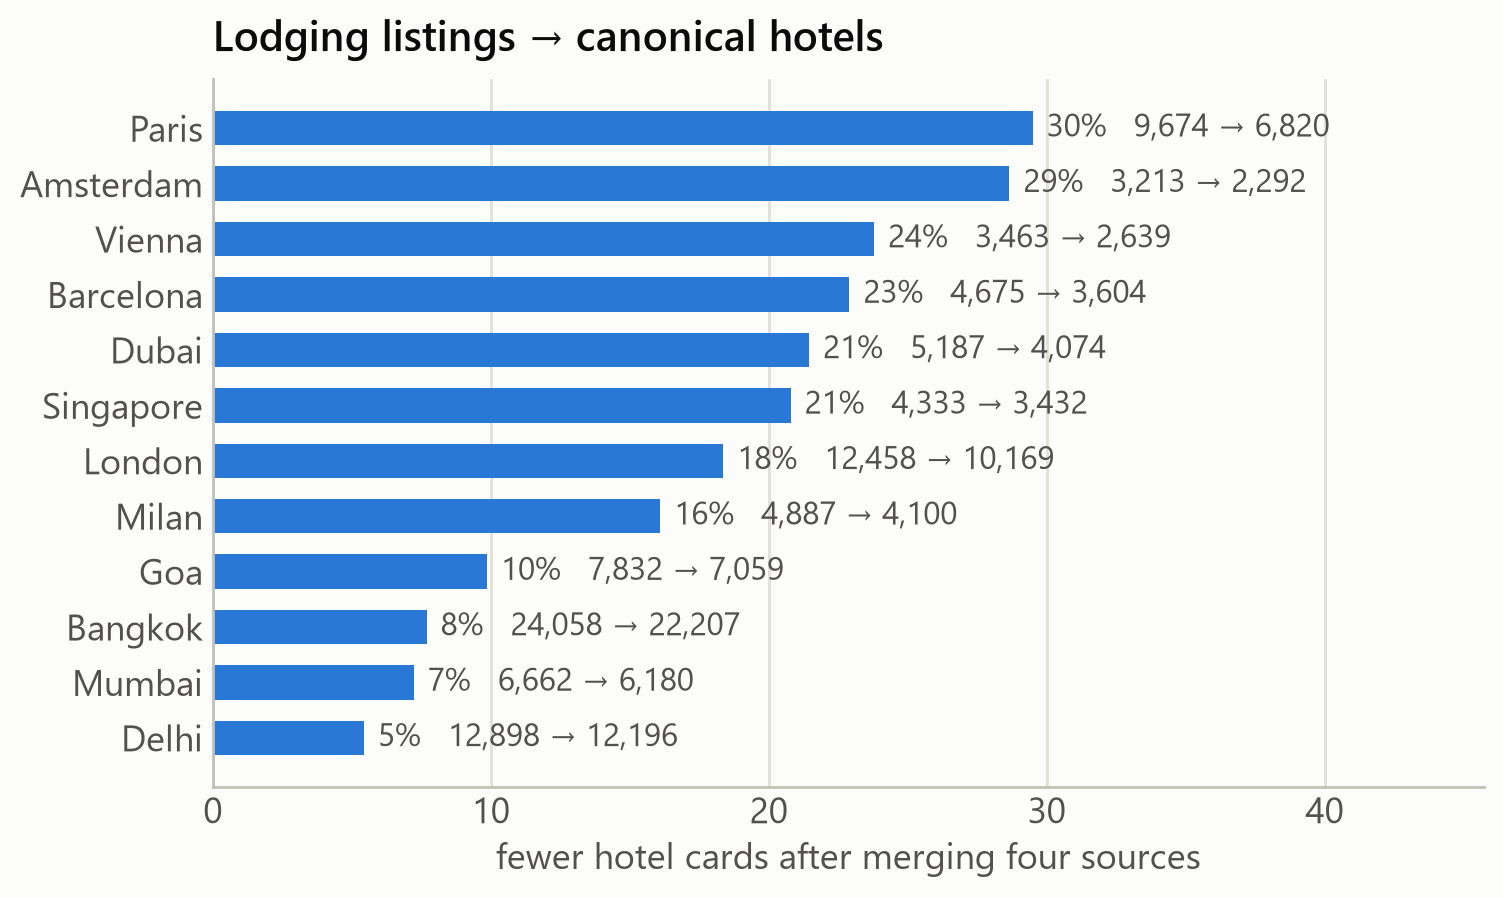 Lodging listings → canonical hotels
Paris 30% 9,674 → 6,820
Amsterdam 29% 3,213 → 2,292
Vienna 24% 3,463 → 2,639
Barcelona 23% 4,675 → 3,604
Dubai 21% 5,187 → 4,074
Singapore 21% 4,333 → 3,432
London 18% 12,458 → 10,169
Milan 16% 4,887 → 4,100
Goa 10% 7,832 → 7,059
Bangkok 8% 24,058 → 22,207
Mumbai 7% 6,662 → 6,180
Delhi 5% 12,898 → 12,196
0 10 20 30 40
fewer hotel cards after merging four sources